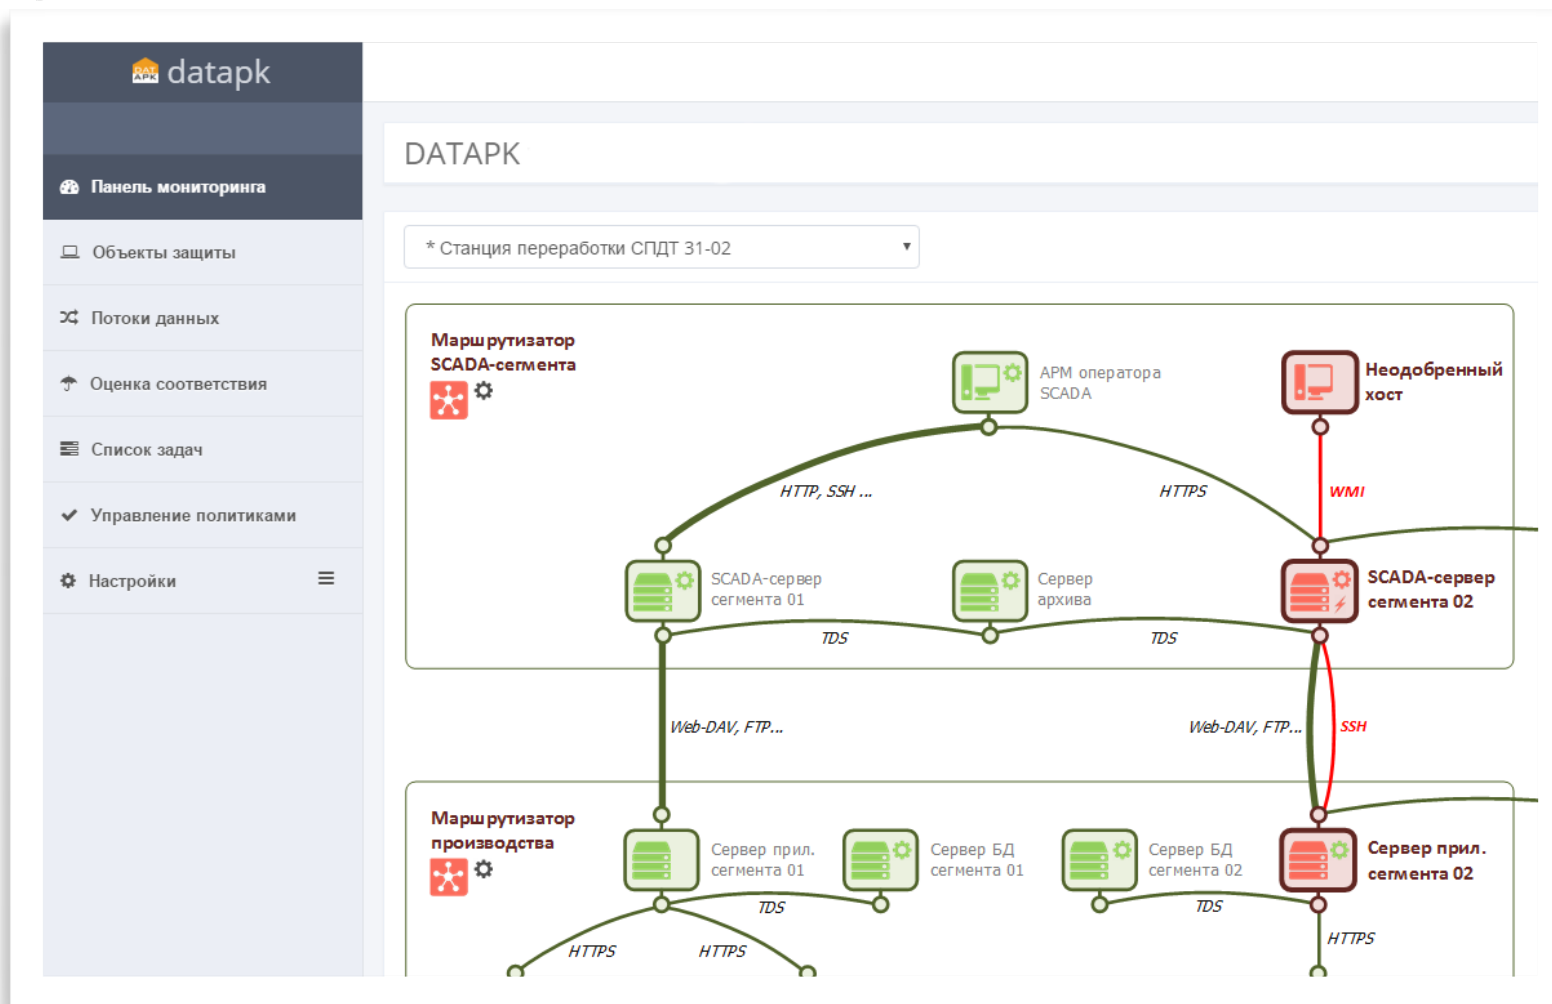 DAT
APK
datapk
DATAPK
Панель мониторинга
Объекты защиты
Потоки данных
Оценка соответствия
Список задач
Управление политиками
Настройки
* Станция переработки СПДТ 31-02
Маршрутизатор
SCADA-сегмента
АРМ оператора
SCADA
Неодобренный
хост
HTTP, SSH ...
HTTPS
WMI
SCADA-сервер
сегмента 01
Сервер
архива
SCADA-сервер
сегмента 02
TDS
TDS
Web-DAV, FTP...
Web-DAV, FTP...
SSH
Маршрутизатор
производства
Сервер прил.
сегмента 01
Сервер БД
сегмента 01
Сервер БД
сегмента 02
Сервер прил.
сегмента 02
TDS
TDS
HTTPS
HTTPS
HTTPS